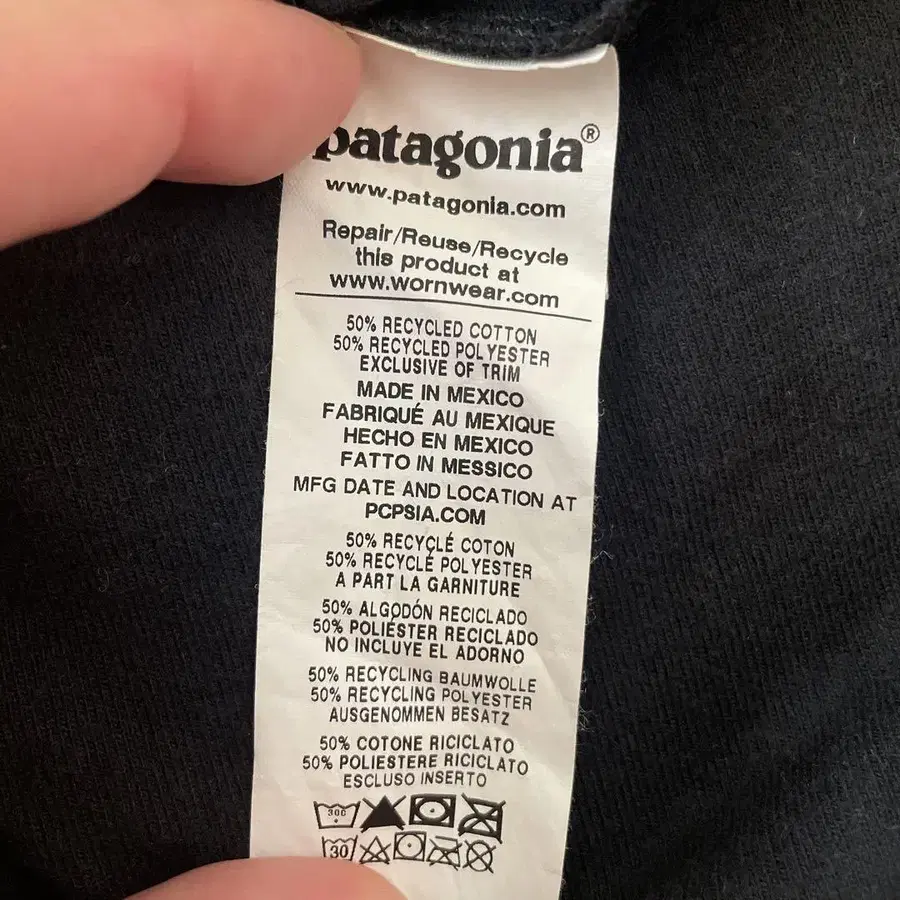 patagonia®
www.patagonia.com
Repair/Reuse/Recycle
this product at
www.wornwear.com
50% RECYCLED COTTON
50% RECYCLED POLYESTER
EXCLUSIVE OF TRIM
MADE IN MEXICO
FABRIQUÉ AU MEXIQUE
HECHO EN MEXICO
FATTO IN MESSICO
MFG DATE AND LOCATION AT
PCPSIA.COM
50% RECYCLÉ COTON
50% RECYCLÉ POLYESTER
A PART LA GARNITURE
50% ALGODÓN RECICLADO
50% POLIÉSTER RECICLADO
NO INCLUYE EL ADORNO
50% RECYCLING BAUMWOLLE
50% RECYCLING POLYESTER
AUSGENOMMEN BESATZ
50% COTONE RICICLATO
50% POLIESTERE RICICLATO
ESCLUSO INSERTO
30